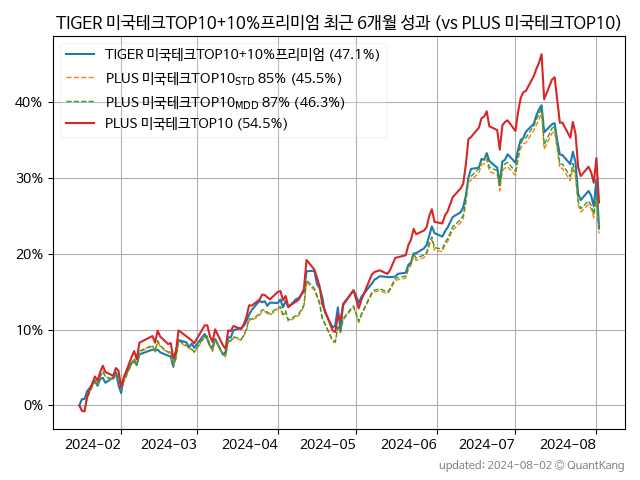 TIGER 미국테크TOP10+10%프리미엄 최근 6개월 성과 (vs PLUS 미국테크TOP10)
TIGER 미국테크TOP10+10%프리미엄 (47.1%)
PLUS 미국테크TOP10STD 85% (45.5%)
PLUS 미국테크TOP10MDD 87% (46.3%)
PLUS 미국테크TOP10 (54.5%)
40%
30%
20%
10%
0%
2024-02 2024-03 2024-04 2024-05 2024-06 2024-07 2024-08
updated: 2024-08-02 © QuantKang